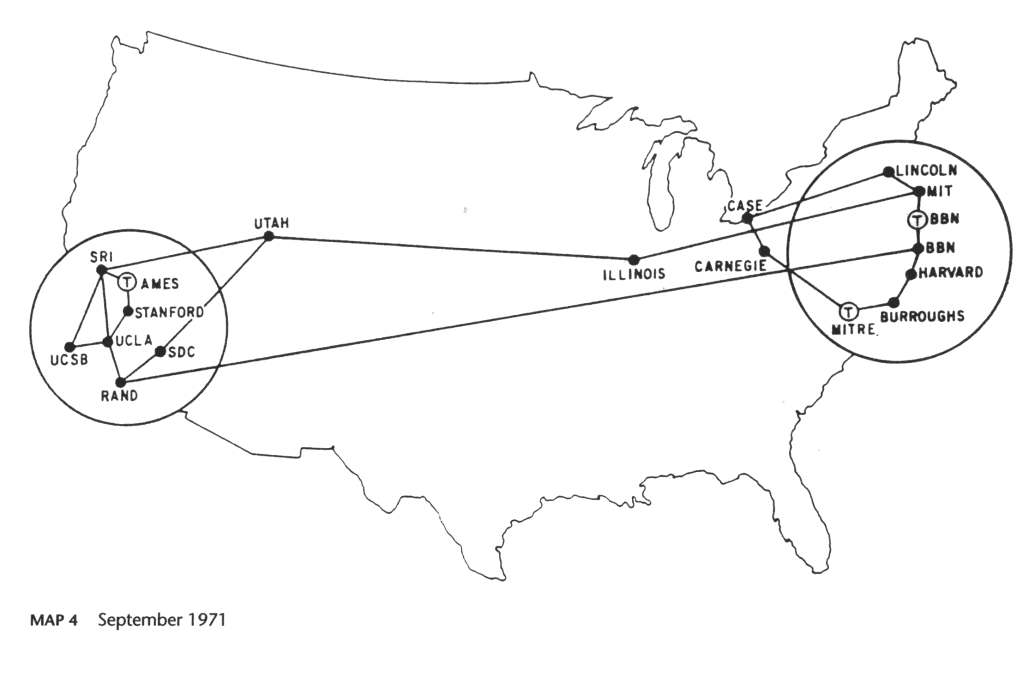 LINCOLN
MIT
CASE
T BBN
UTAH
BBN
SRI
ILLINOIS
CARNEGIE
HARVARD
T AMES
STANFORD
T
BURROUGHS
MITRE
UCLA
SDC
UCSB
RAND
MAP 4 September 1971